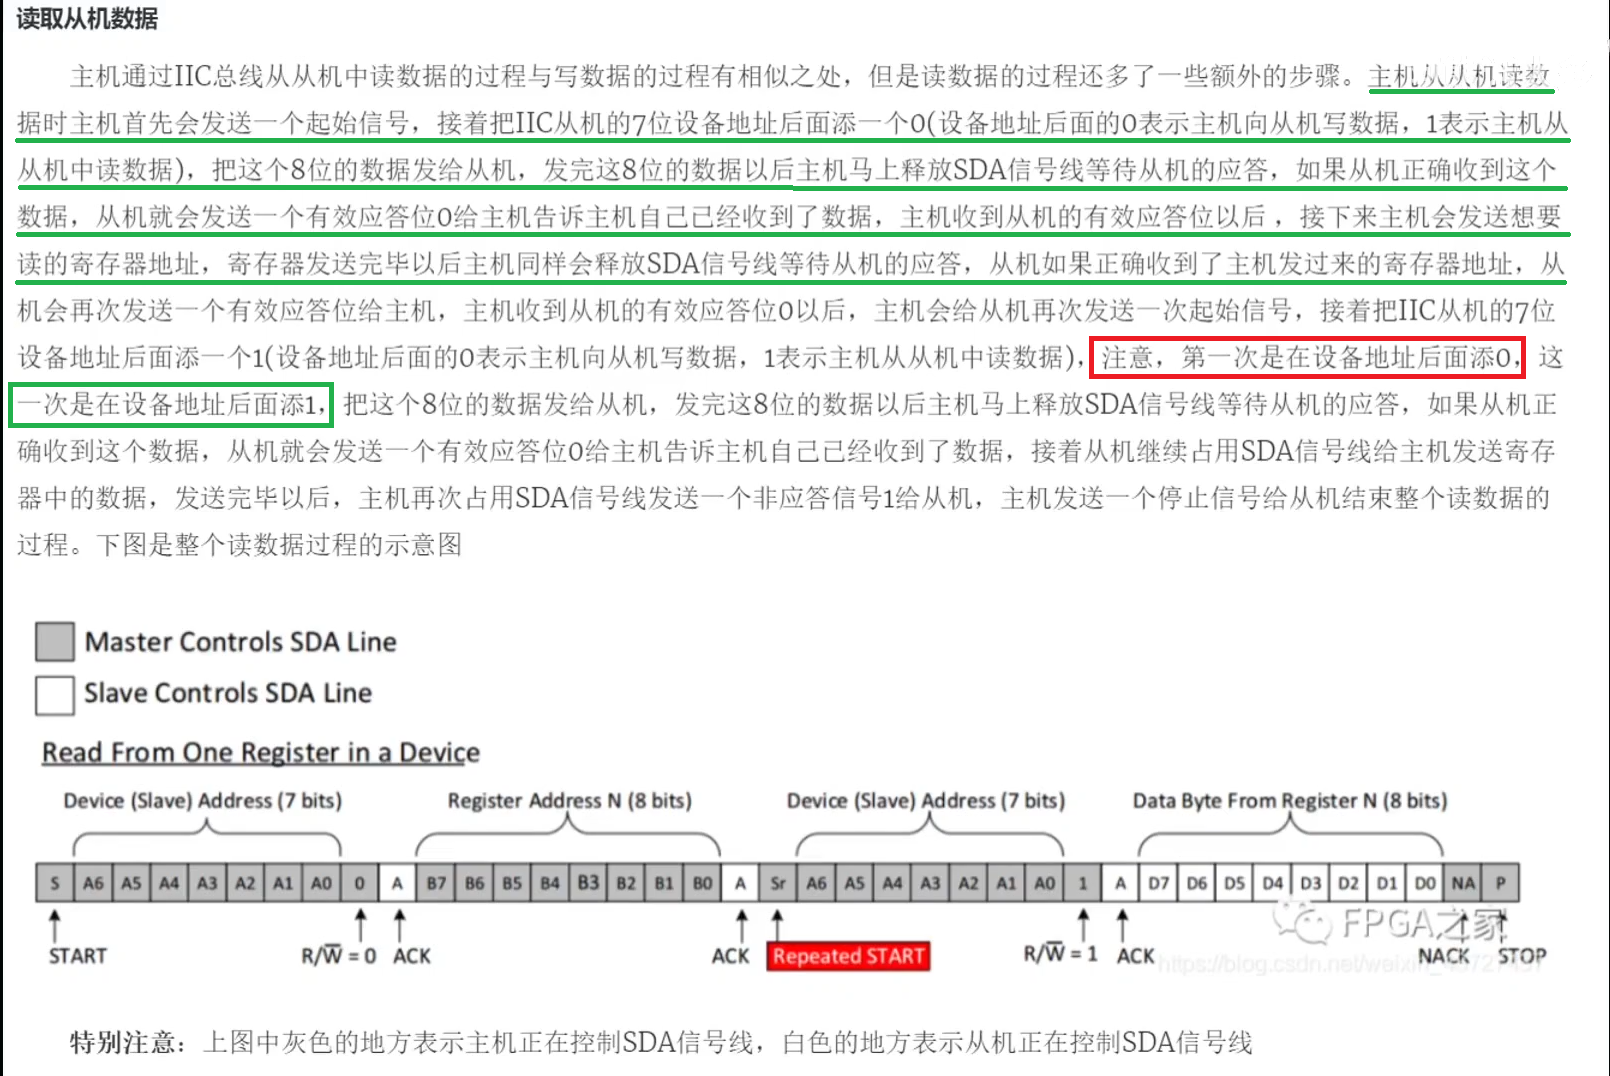 读取从机数据
主机通过IIC总线从从机中读数据的过程与写数据的过程有相似之处，但是读数据的过程还多了一些额外的步骤。主机从从机读数
据时主机首先会发送一个起始信号，接着把IIC从机的7位设备地址后面添一个0(设备地址后面的0表示主机向从机写数据，1表示主机从
从机中读数据)，把这个8位的数据发给从机，发完这8位的数据以后主机马上释放SDA信号线等待从机的应答，如果从机正确收到这个
数据，从机就会发送一个有效应答位0给主机告诉主机自己已经收到了数据，主机收到从机的有效应答位以后，接下来主机会发送想要
读的寄存器地址，寄存器发送完毕以后主机同样会释放SDA信号线等待从机的应答，从机如果正确收到了主机发过来的寄存器地址，从
机会再次发送一个有效应答位给主机，主机收到从机的有效应答位0以后，主机会给从机再次发送一次起始信号，接着把IIC从机的7位
设备地址后面添一个1(设备地址后面的0表示主机向从机写数据，1表示主机从从机中读数据)，注意，第一次是在设备地址后面添0，这
一次是在设备地址后面添1，把这个8位的数据发给从机，发完这8位的数据以后主机马上释放SDA信号线等待从机的应答，如果从机正
确收到这个数据，从机就会发送一个有效应答位0给主机告诉主机自己已经收到了数据，接着从机继续占用SDA信号线给主机发送寄存
器中的数据，发送完毕以后，主机再次占用SDA信号线发送一个非应答信号1给从机，主机发送一个停止信号给从机结束整个读数据的
过程。下图是整个读数据过程的示意图
Master Controls SDA Line
Slave Controls SDA Line
Read From One Register in a Device
Device (Slave) Address (7 bits) Register Address N (8 bits) Device (Slave) Address (7 bits) Data Byte From Register N (8 bits)
S A6 A5 A4 A3 A2 A1 A0 0 A B7 B6 B5 B4 B3 B2 B1 B0 A Sr A6 A5 A4 A3 A2 A1 A0 1 A D7 D6 D5 D4 D3 D2 D1 D0 NA P
FPGA之家
START R/W̅ = 0 ACK ACK Repeated START R/W̅ = 1 ACK NACK STOP
特别注意：上图中灰色的地方表示主机正在控制SDA信号线，白色的地方表示从机正在控制SDA信号线